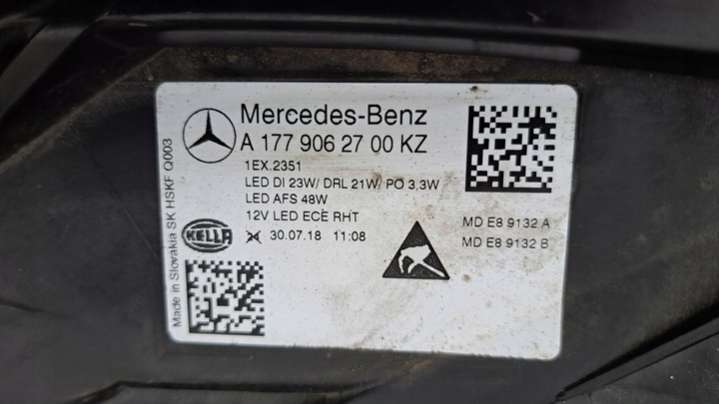 Mercedes-Benz
A 177 906 27 00 KZ
1EX.2351
LED DI 23W/ DRL 21W/ PO 3,3W
LED AFS 48W
12V LED ECE RHT
HELLA
30.07.18 11:08
MD E8 9132 A
MD E8 9132 B
Made in Slovakia SK HSKF Q003